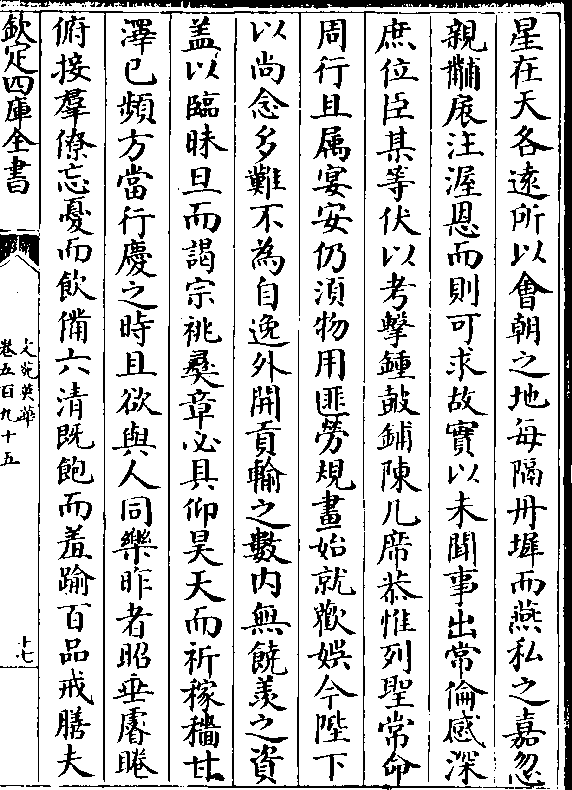 星在天各遠所以會朝之地每隔丹墀而燕私之嘉忽
親黼扆注渥恩而則可求故實以未聞事出常倫感深
庶位臣某等伏以考擊鍾鼓鋪陳几席恭惟列聖常命
周行且属宴安仍湏物用匪勞規畫始就歡娛今陛下
以尚念多難不為自逸外開貢輸之數内無饒羡之資
盖以臨昧旦而謁宗祧彞章必具仰昊天而祈稼穡甘
澤已頻方當行慶之時且欲與人同樂昨者昭垂睿睠
俯接羣僚忘憂而飲備六清既飽而羞踰百品戒膳夫
欽定四庫全書
文苑英華
卷五百九十五
十七